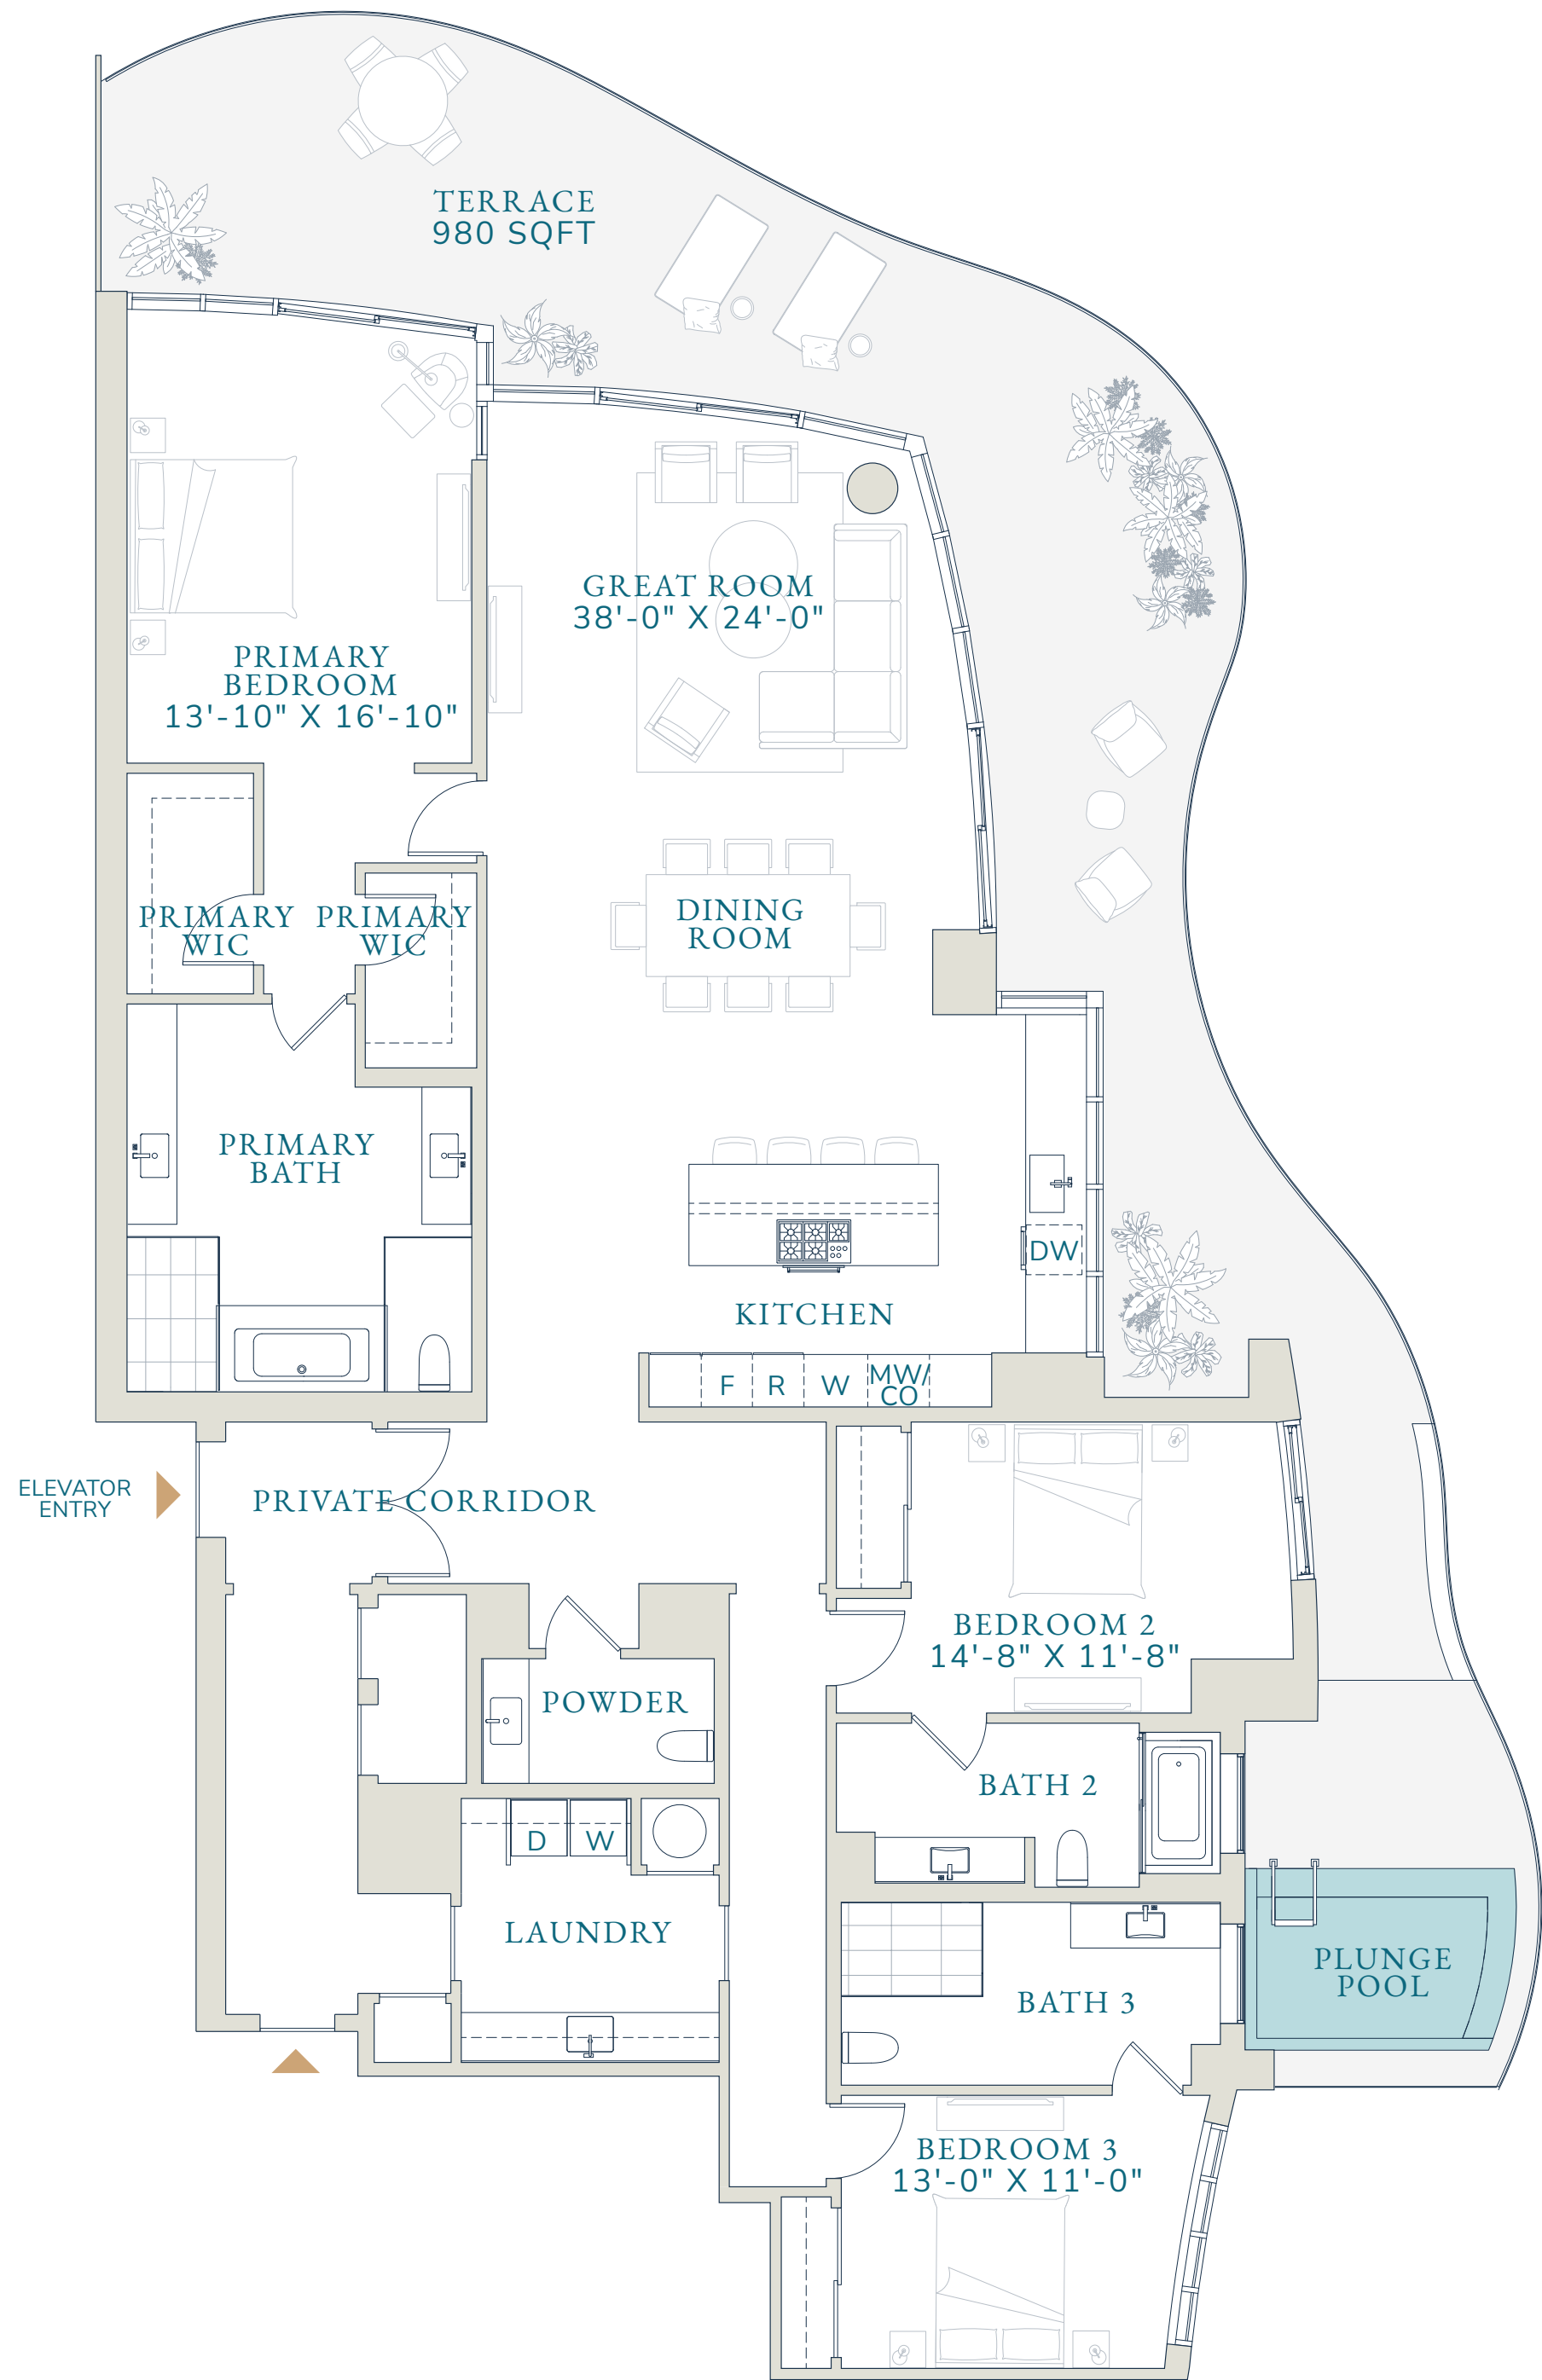 TERRACE
980 SQFT
GREAT ROOM
38'-0" X 24'-0"
PRIMARY
BEDROOM
13'-10" X 16'-10"
PRIMARY
WIC
PRIMARY
WIC
DINING
ROOM
PRIMARY
BATH
DW
KITCHEN
F
R
W
MW/
CO
ELEVATOR
ENTRY
PRIVATE CORRIDOR
BEDROOM 2
14'-8" X 11'-8"
POWDER
BATH 2
D
W
LAUNDRY
PLUNGE
POOL
BATH 3
BEDROOM 3
13'-0" X 11'-0"